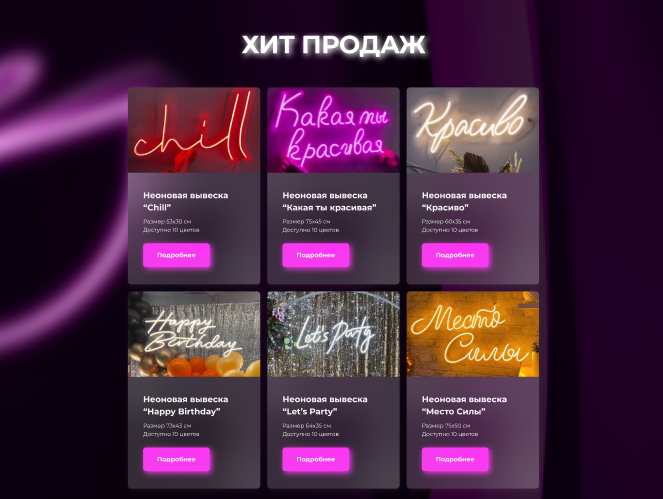 ХИТ ПРОДАЖ
chill
Какая ты
красивая
Красиво
Неоновая вывеска
“Chill”
Размер 53x30 см
Доступно 10 цветов
Подробнее
Неоновая вывеска
“Какая ты красивая”
Размер 75x45 см
Доступно 10 цветов
Подробнее
Неоновая вывеска
“Красиво”
Размер 60x35 см
Доступно 10 цветов
Подробнее
Happy
Birthday
Let's Party
Место
Силы
Неоновая вывеска
“Happy Birthday”
Размер 73x43 см
Доступно 10 цветов
Подробнее
Неоновая вывеска
“Let’s Party”
Размер 64x35 см
Доступно 10 цветов
Подробнее
Неоновая вывеска
“Место Силы”
Размер 75x50 см
Доступно 10 цветов
Подробнее